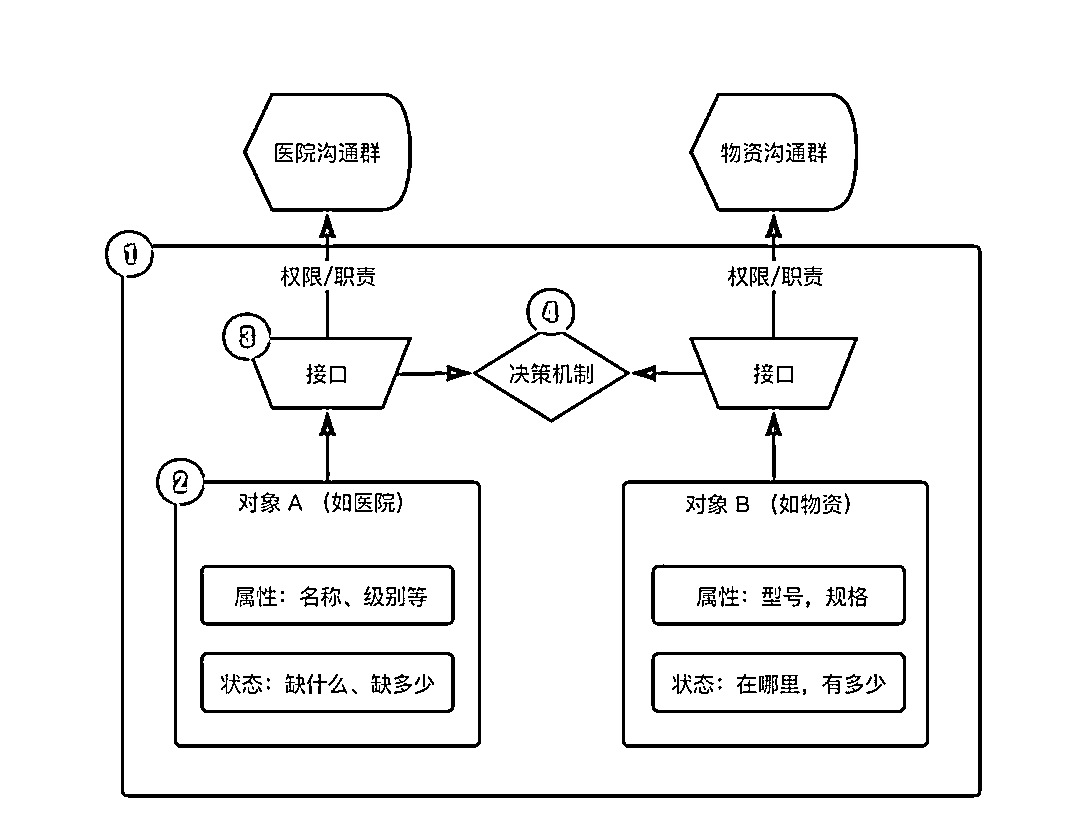 医院沟通群
物资沟通群
1
权限/职责
权限/职责
4
3
接口
决策机制
接口
2
对象 A （如医院）
对象 B （如物资）
属性：名称、级别等
属性：型号，规格
状态：缺什么、缺多少
状态：在哪里，有多少